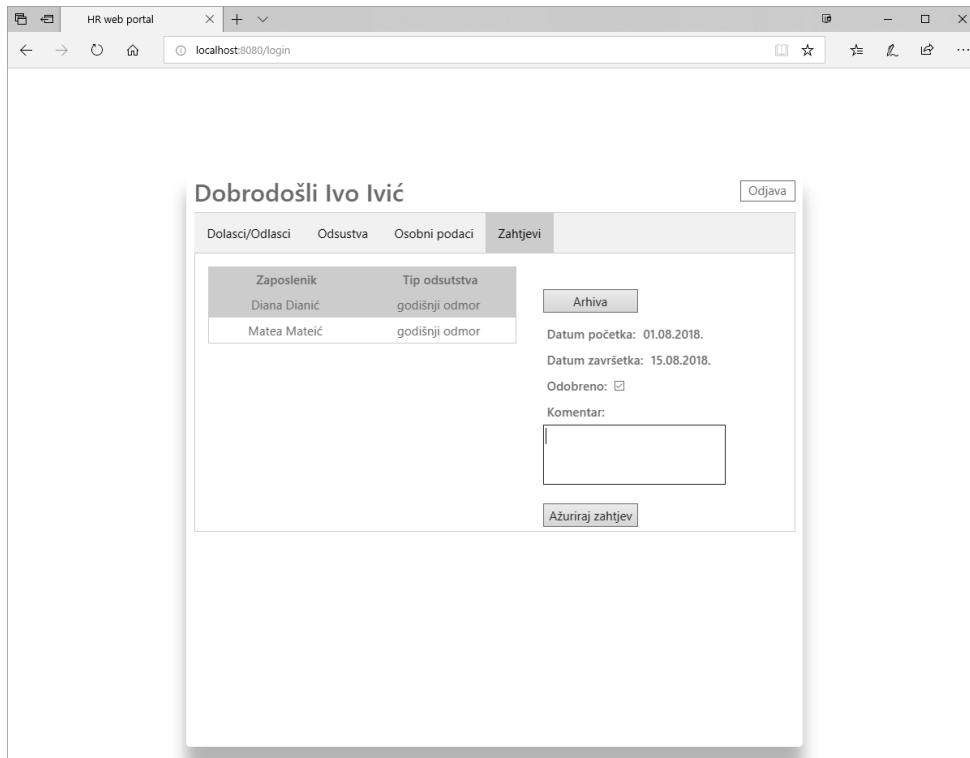 HR web portal
localhost:8080/login
Dobrodošli Ivo Ivić
Odjava
Dolasci/Odlasci Odsustva Osobni podaci Zahtjevi
Zaposlenik Tip odsutstva
Diana Dianić godišnji odmor
Matea Mateić godišnji odmor
Arhiva
Datum početka: 01.08.2018.
Datum završetka: 15.08.2018.
Odobreno:
Komentar:
Ažuriraj zahtjev